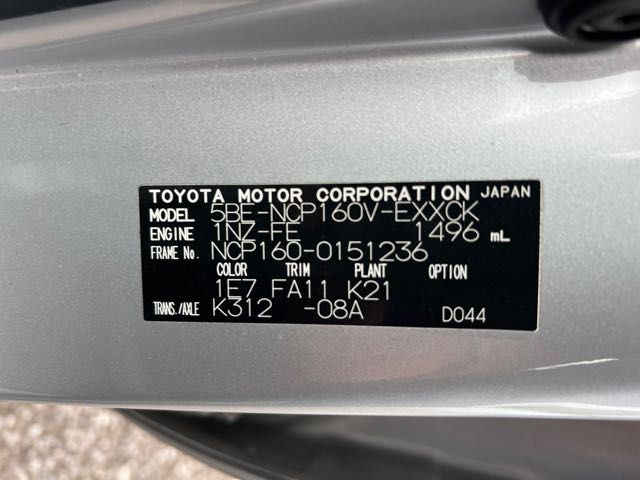 TOYOTA MOTOR CORPORATION JAPAN
MODEL 5BE-NCP160V-EXXCK
ENGINE 1NZ-FE 1496 mL
FRAME No. NCP160-0151236
COLOR TRIM PLANT OPTION
1E7 FA11 K21
TRANS./AXLE K312 -08A D044